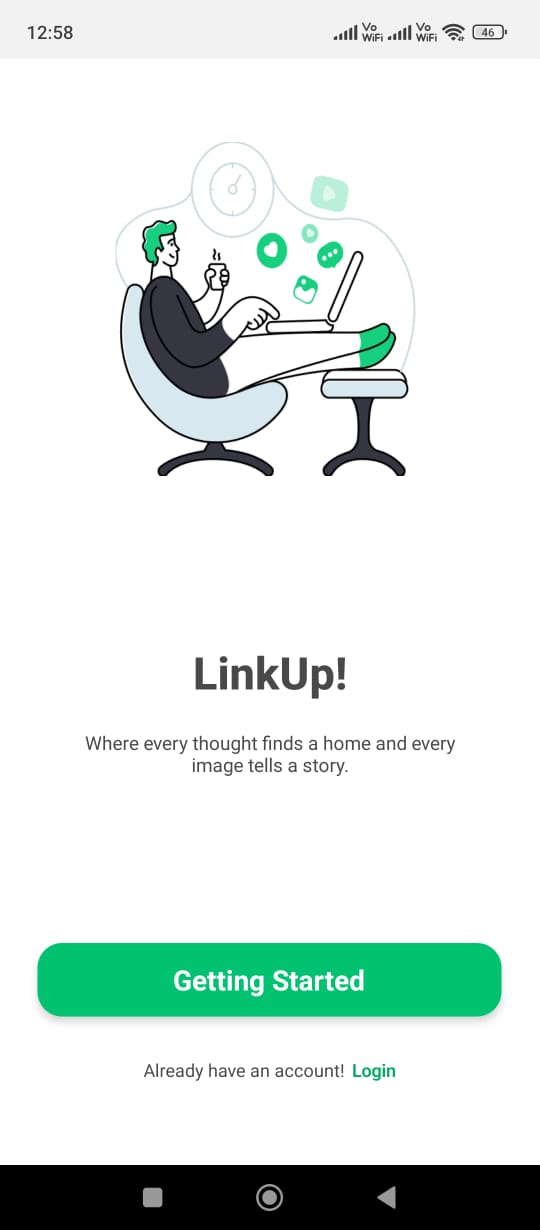 12:58
Vo WiFi Vo WiFi 46
LinkUp!
Where every thought finds a home and every
image tells a story.
Getting Started
Already have an account! Login